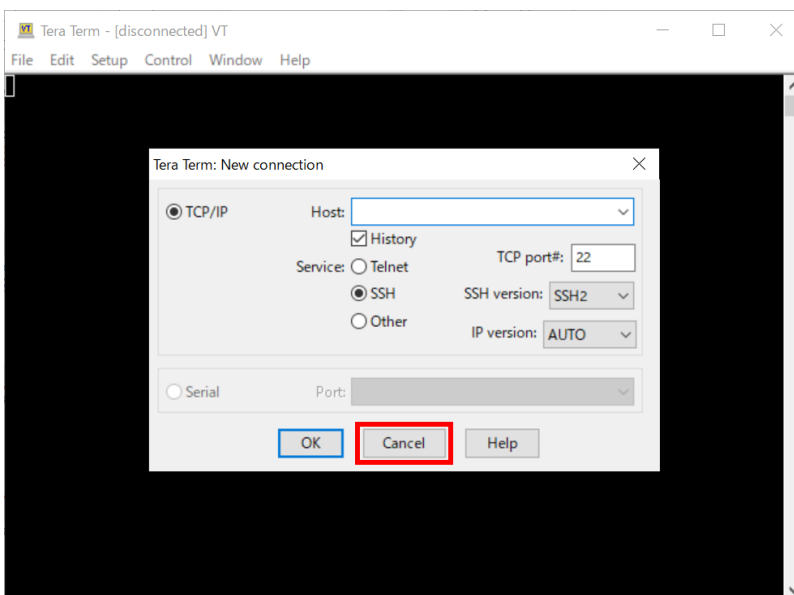 VT Tera Term - [disconnected] VT
File Edit Setup Control Window Help
Tera Term: New connection
TCP/IP Host:
History
Service: Telnet TCP port#: 22
SSH SSH version: SSH2
Other IP version: AUTO
Serial Port:
OK Cancel Help